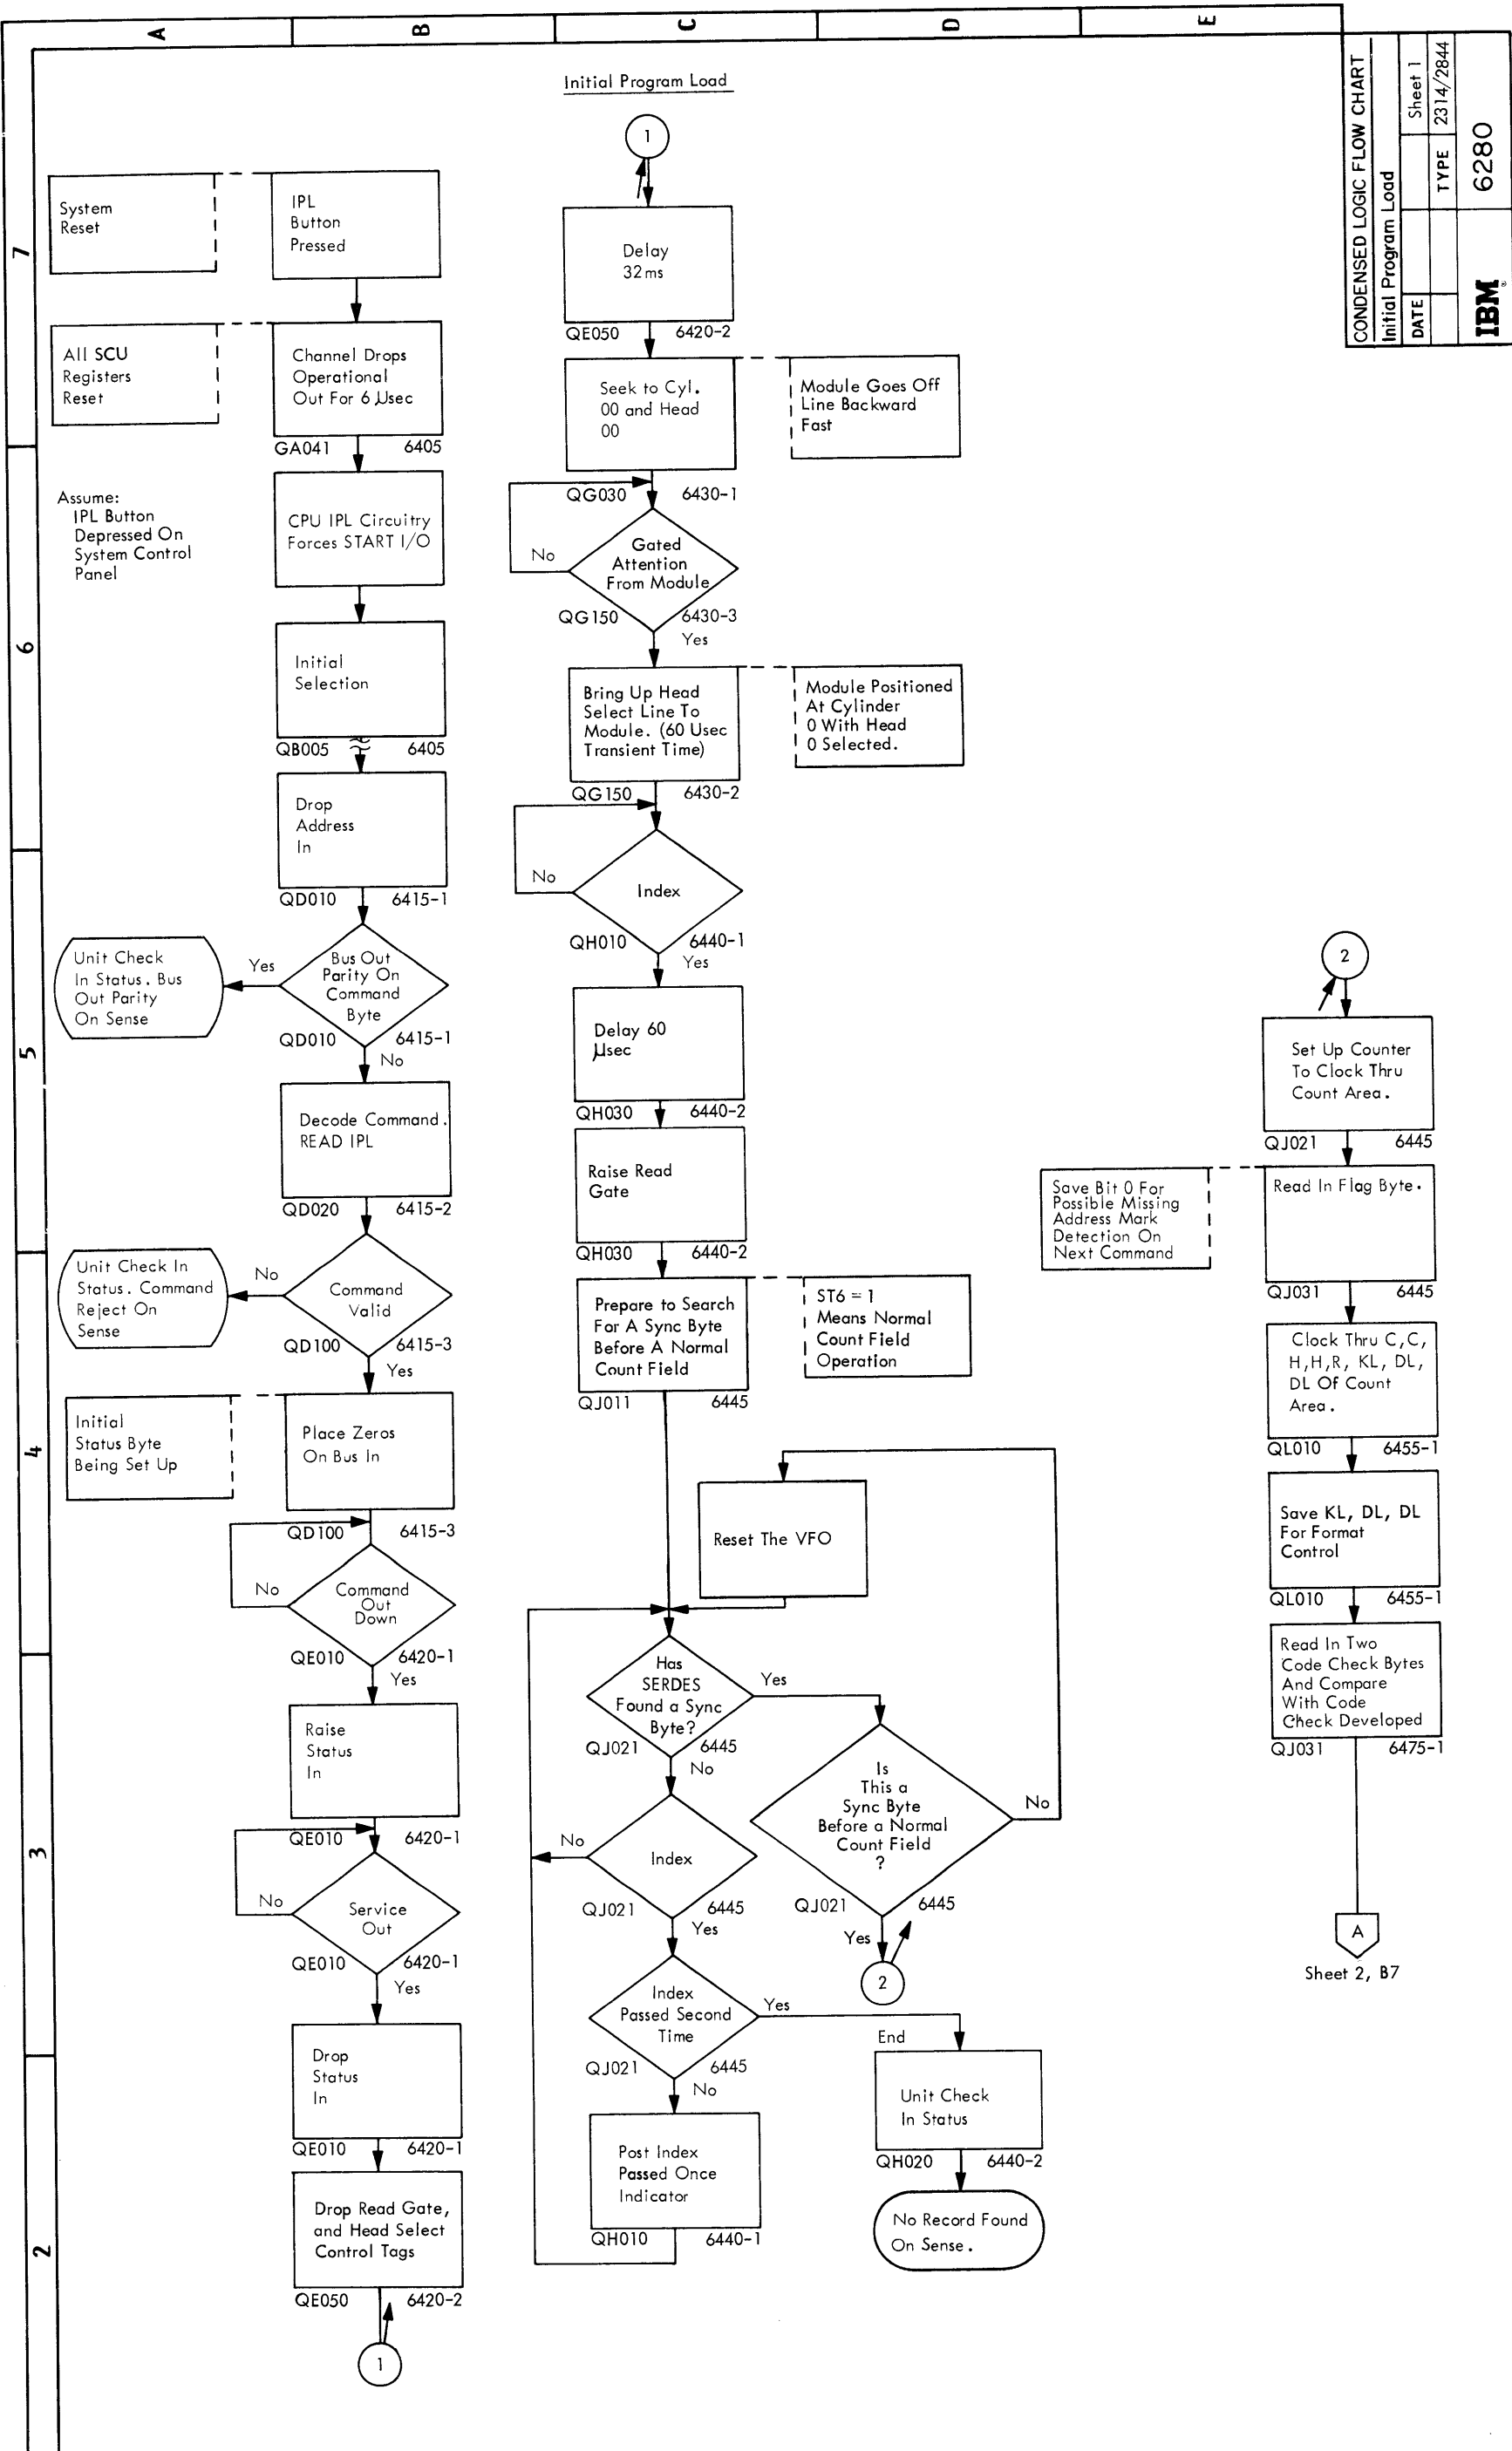 A
B
C
D
E
7
6
5
4
3
2
CONDENSED LOGIC FLOW CHART
Initial Program Load
DATE
Sheet 1
TYPE
2314/2844
IBM®
6280
Initial Program Load
System
Reset
IPL
Button
Pressed
All SCU
Registers
Reset
Channel Drops
Operational
Out For 6 μsec
GA041
6405
Assume:
IPL Button
Depressed On
System Control
Panel
CPU IPL Circuitry
Forces START I/O
Initial
Selection
QB005
6405
Drop
Address
In
QD010
6415-1
Bus Out
Parity On
Command
Byte
Yes
Unit Check
In Status. Bus
Out Parity
On Sense
QD010
6415-1
No
Decode Command.
READ IPL
QD020
6415-2
Command
Valid
No
Unit Check In
Status. Command
Reject On
Sense
QD100
6415-3
Yes
Initial
Status Byte
Being Set Up
Place Zeros
On Bus In
QD100
6415-3
No
Command
Out
Down
QE010
6420-1
Yes
Raise
Status
In
QE010
6420-1
No
Service
Out
QE010
6420-1
Yes
Drop
Status
In
QE010
6420-1
Drop Read Gate,
and Head Select
Control Tags
QE050
6420-2
1
1
Delay
32ms
QE050
6420-2
Seek to Cyl.
00 and Head
00
Module Goes Off
Line Backward
Fast
QG030
6430-1
No
Gated
Attention
From Module
QG150
6430-3
Yes
Bring Up Head
Select Line To
Module. (60 Usec
Transient Time)
Module Positioned
At Cylinder
0 With Head
0 Selected.
QG150
6430-2
No
Index
QH010
6440-1
Yes
Delay 60
μsec
QH030
6440-2
Raise Read
Gate
QH030
6440-2
Prepare to Search
For A Sync Byte
Before A Normal
Count Field
ST6 = 1
Means Normal
Count Field
Operation
QJ011
6445
Reset The VFO
Has
SERDES
Found a Sync
Byte?
Yes
QJ021
6445
No
Is
This a
Sync Byte
Before a Normal
Count Field
?
No
QJ021
6445
Yes
2
No
Index
QJ021
6445
Yes
Index
Passed Second
Time
Yes
QJ021
6445
No
End
Unit Check
In Status
QH020
6440-2
No Record Found
On Sense.
Post Index
Passed Once
Indicator
QH010
6440-1
2
Set Up Counter
To Clock Thru
Count Area.
QJ021
6445
Save Bit 0 For
Possible Missing
Address Mark
Detection On
Next Command
Read In Flag Byte.
QJ031
6445
Clock Thru C,C,
H,H,R, KL, DL,
DL Of Count
Area.
QL010
6455-1
Save KL, DL, DL
For Format
Control
QL010
6455-1
Read In Two
Code Check Bytes
And Compare
With Code
Check Developed
QJ031
6475-1
A
Sheet 2, B7